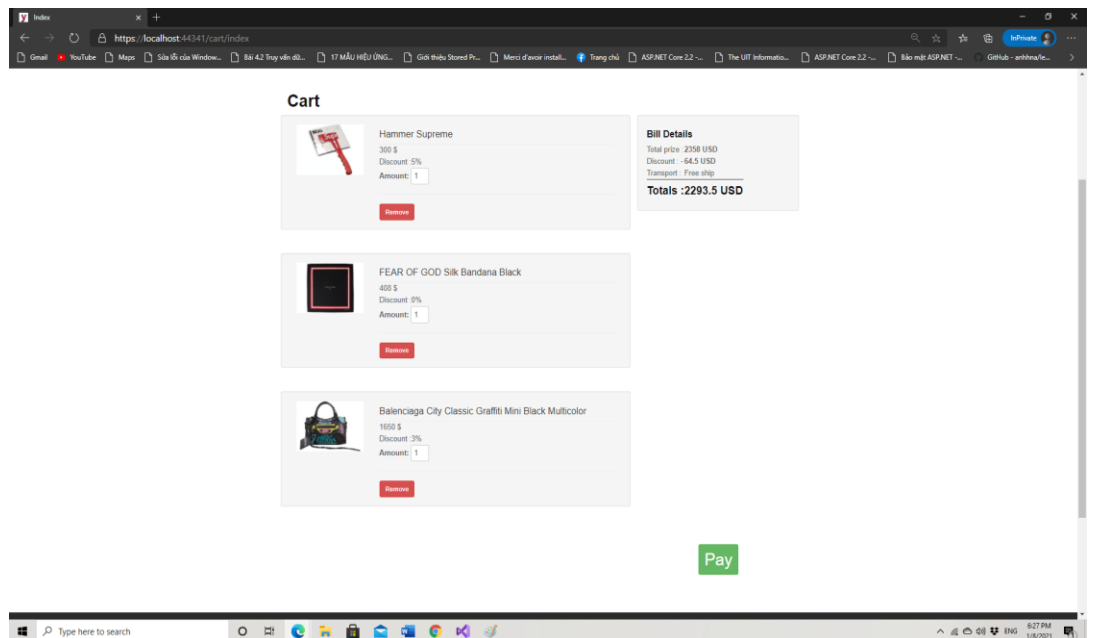 Index
https://localhost:44341/cart/index
InPrivate
Gmail YouTube Maps Sửa lỗi của Window... Bài 4.2 Truy vấn dữ... 17 MẪU HIỆU ỨNG... Giới thiệu Stored Pr... Merci d'avoir install... Trang chủ ASP.NET Core 2.2 -... The UIT Informatio... ASP.NET Core 2.2 -... Bảo mật ASP.NET -... GitHub - anhhna/le...
Cart
Hammer Supreme
300 $
Discount :5%
Amount: 1
Remove
Bill Details
Total prize : 2358 USD
Discount : -64.5 USD
Transport : Free ship
Totals :2293.5 USD
FEAR OF GOD Silk Bandana Black
408 $
Discount :0%
Amount: 1
Remove
Balenciaga City Classic Graffiti Mini Black Multicolor
1650 $
Discount :3%
Amount: 1
Remove
Pay
Type here to search
ENG
6:27 PM
1/8/2021